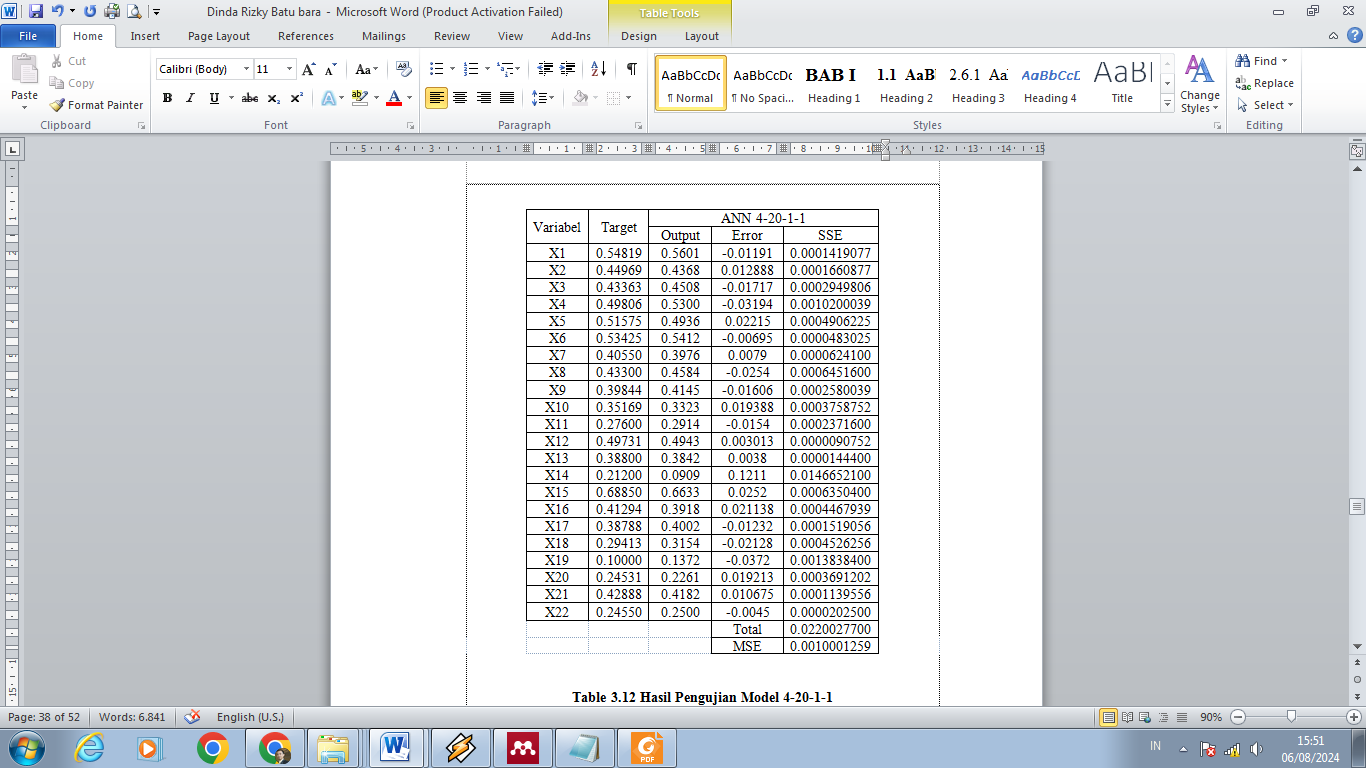 Dinda Rizky Batu bara - Microsoft Word (Product Activation Failed)
Table Tools
File Home Insert Page Layout References Mailings Review View Add-Ins Design Layout
Paste
Cut
Copy
Format Painter
Clipboard
Calibri (Body) 11
Font
Paragraph
AaBbCcDc AaBbCcDc BAB I 1.1 AaB 2.6.1 Aa AaBbCcD AaBl
¶ Normal ¶ No Spaci... Heading 1 Heading 2 Heading 3 Heading 4 Title
Change Styles
Styles
Find
Replace
Select
Editing
Variabel Target ANN 4-20-1-1
Output Error SSE
X1 0.54819 0.5601 -0.01191 0.0001419077
X2 0.44969 0.4368 0.012888 0.0001660877
X3 0.43363 0.4508 -0.01717 0.0002949806
X4 0.49806 0.5300 -0.03194 0.0010200039
X5 0.51575 0.4936 0.02215 0.0004906225
X6 0.53425 0.5412 -0.00695 0.0000483025
X7 0.40550 0.3976 0.0079 0.0000624100
X8 0.43300 0.4584 -0.0254 0.0006451600
X9 0.39844 0.4145 -0.01606 0.0002580039
X10 0.35169 0.3323 0.019388 0.0003758752
X11 0.27600 0.2914 -0.0154 0.0002371600
X12 0.49731 0.4943 0.003013 0.0000090752
X13 0.38800 0.3842 0.0038 0.0000144400
X14 0.21200 0.0909 0.1211 0.0146652100
X15 0.68850 0.6633 0.0252 0.0006350400
X16 0.41294 0.3918 0.021138 0.0004467939
X17 0.38788 0.4002 -0.01232 0.0001519056
X18 0.29413 0.3154 -0.02128 0.0004526256
X19 0.10000 0.1372 -0.0372 0.0013838400
X20 0.24531 0.2261 0.019213 0.0003691202
X21 0.42888 0.4182 0.010675 0.0001139556
X22 0.24550 0.2500 -0.0045 0.0000202500
Total 0.0220027700
MSE 0.0010001259
Table 3.12 Hasil Pengujian Model 4-20-1-1
Page: 38 of 52 Words: 6.841 English (U.S.) 90%
IN 15:51
06/08/2024